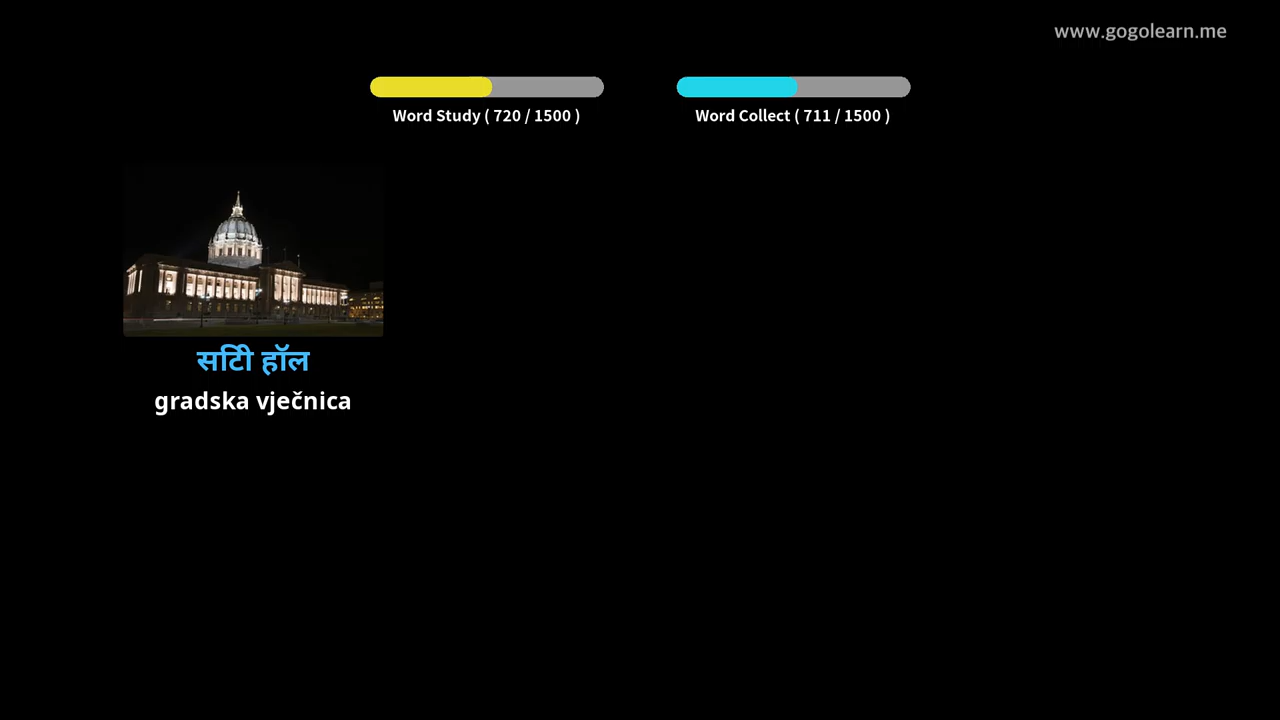 www.gogolearn.me
Word Study ( 720 / 1500 )
Word Collect ( 711 / 1500 )
सटिी हॉल
gradska vječnica